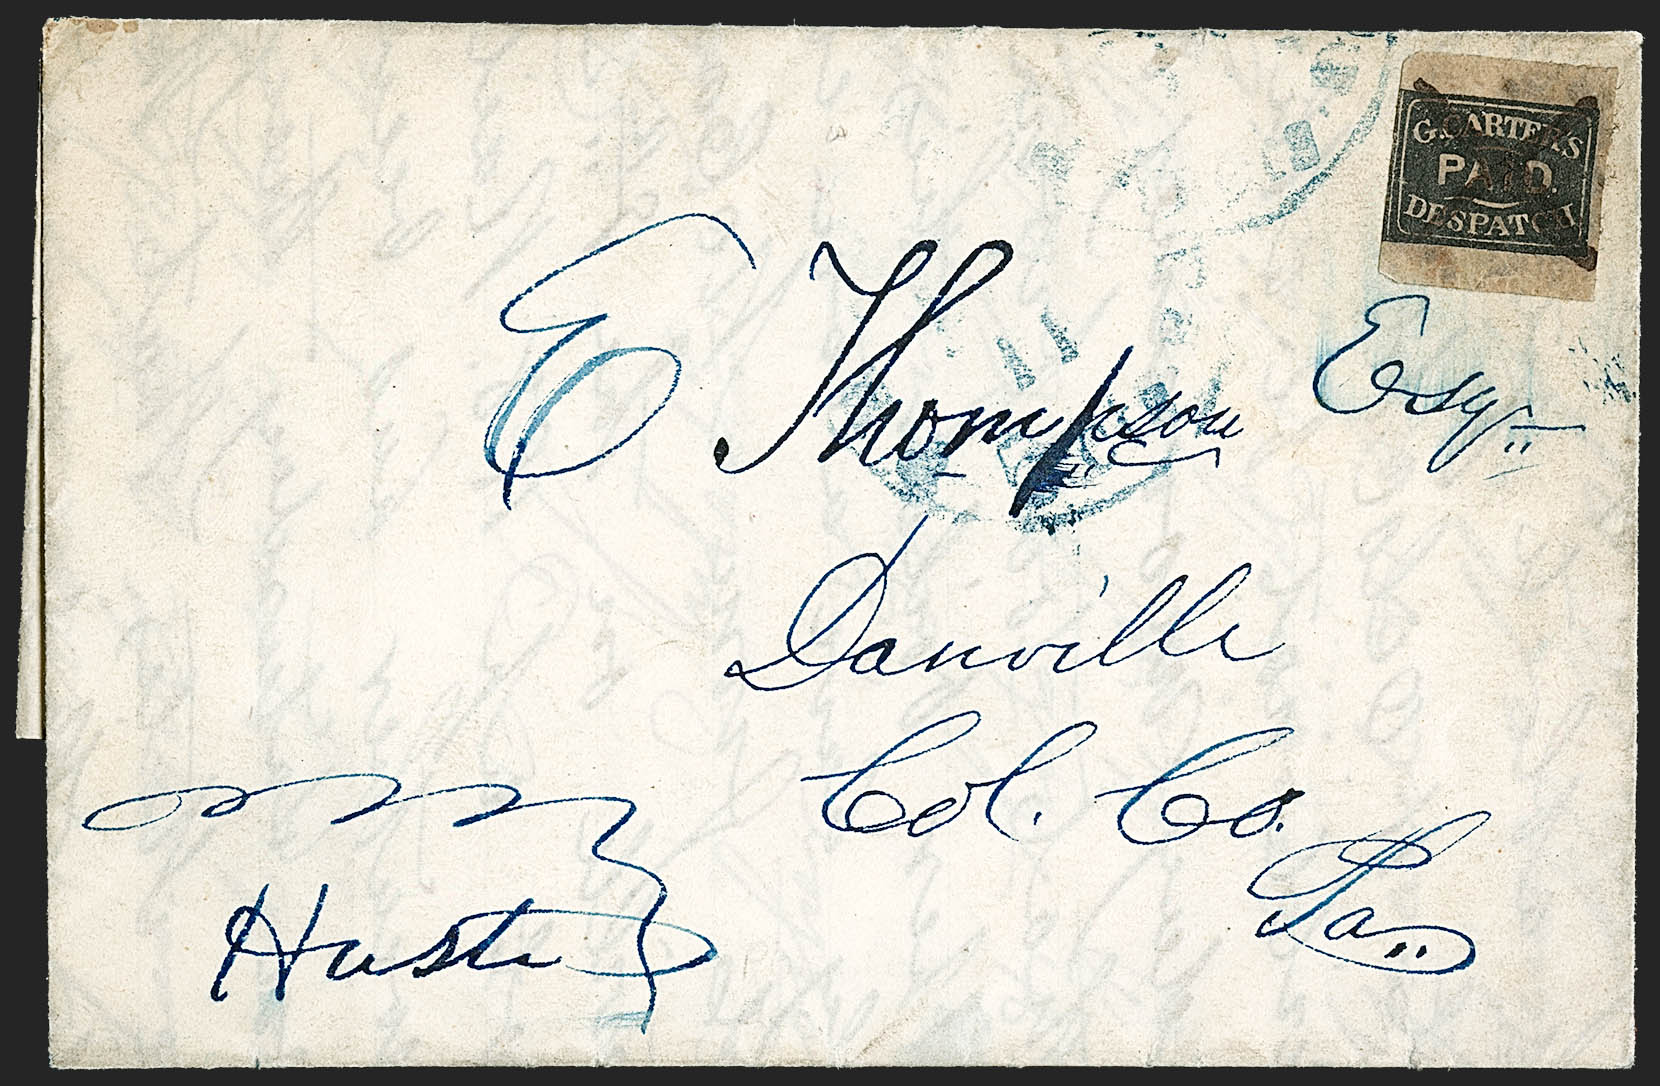 G. CARTER'S
PAID
DESPATCH
E Thompson Esqr
Danville
Col. Co.
Pa
Haste